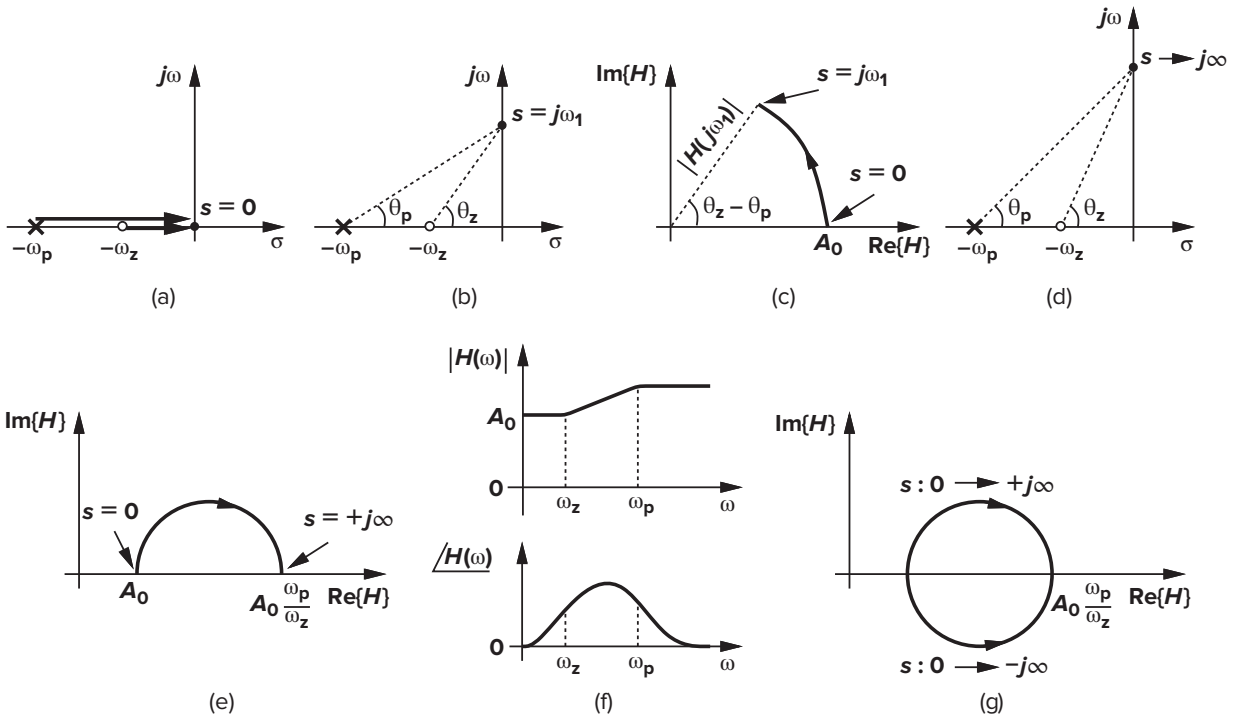 jω
s = 0
−ωp
−ωz
σ
(a)
jω
s = jω1
θp
θz
−ωp
−ωz
σ
(b)
Im{H}
s = jω1
|H(jω1)|
s = 0
θz − θp
A0
Re{H}
(c)
jω
s → j∞
θp
θz
−ωp
−ωz
σ
(d)
Im{H}
s = 0
s = +j∞
A0
A0 ωp/ωz
Re{H}
(e)
|H(ω)|
A0
0
ωz
ωp
ω
/H(ω)
0
ωz
ωp
ω
(f)
Im{H}
s : 0 → +j∞
A0 ωp/ωz
Re{H}
s : 0 → −j∞
(g)